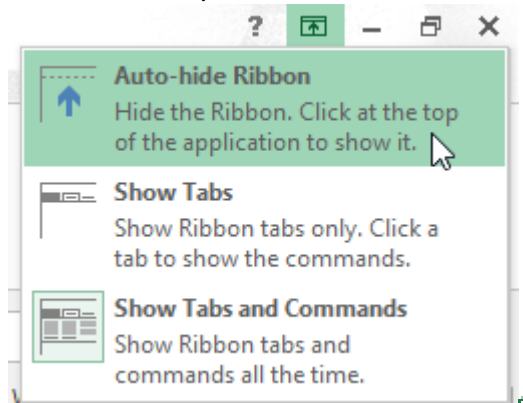 ?
Auto-hide Ribbon
Hide the Ribbon. Click at the top
of the application to show it.
Show Tabs
Show Ribbon tabs only. Click a
tab to show the commands.
Show Tabs and Commands
Show Ribbon tabs and
commands all the time.